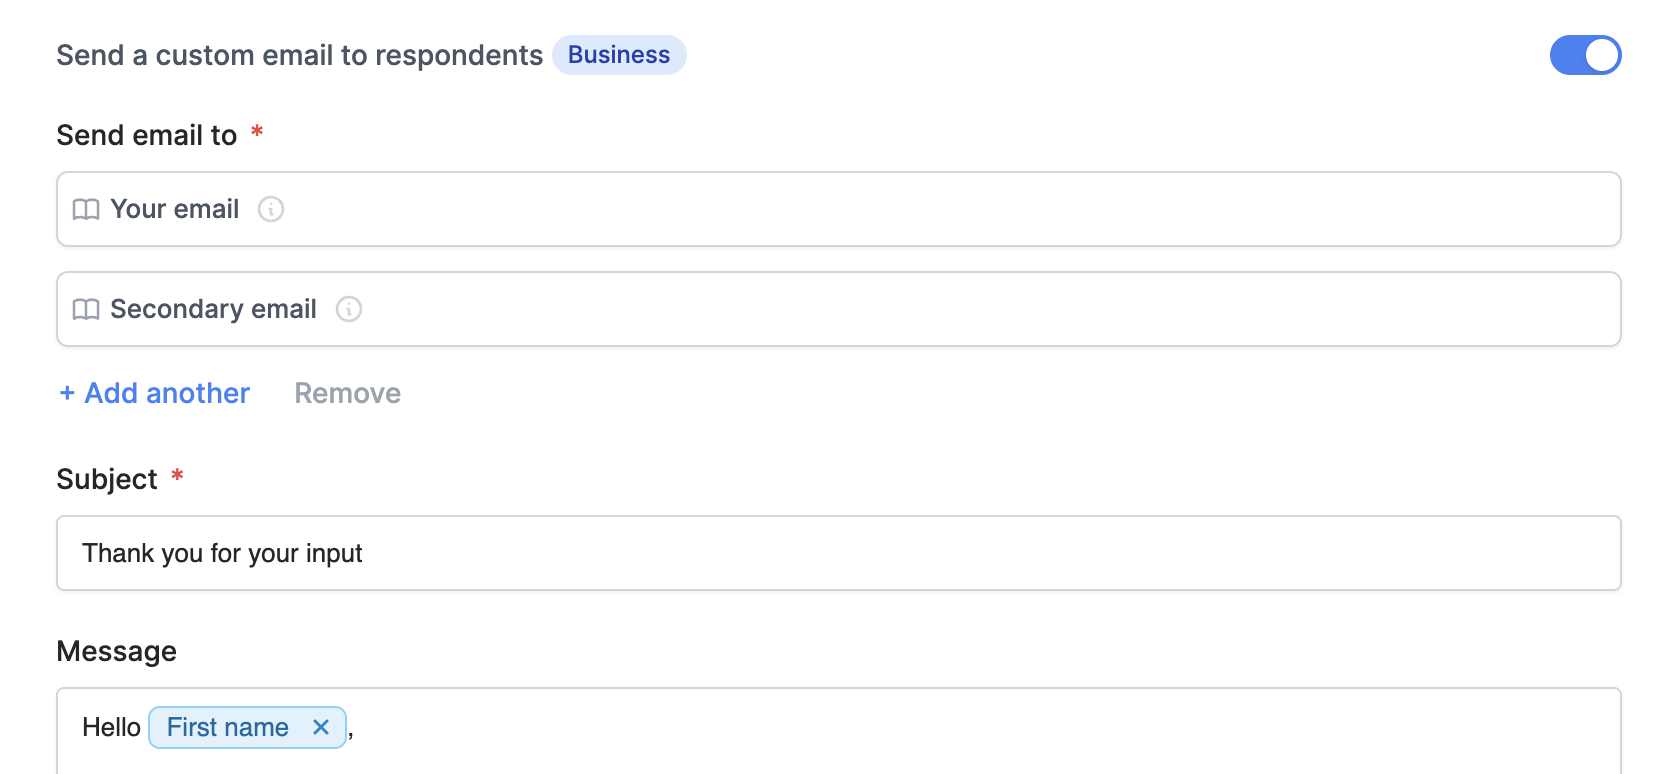 Send a custom email to respondents Business
Send email to *
Your email
Secondary email
+ Add another Remove
Subject *
Thank you for your input
Message
Hello First name ✕,